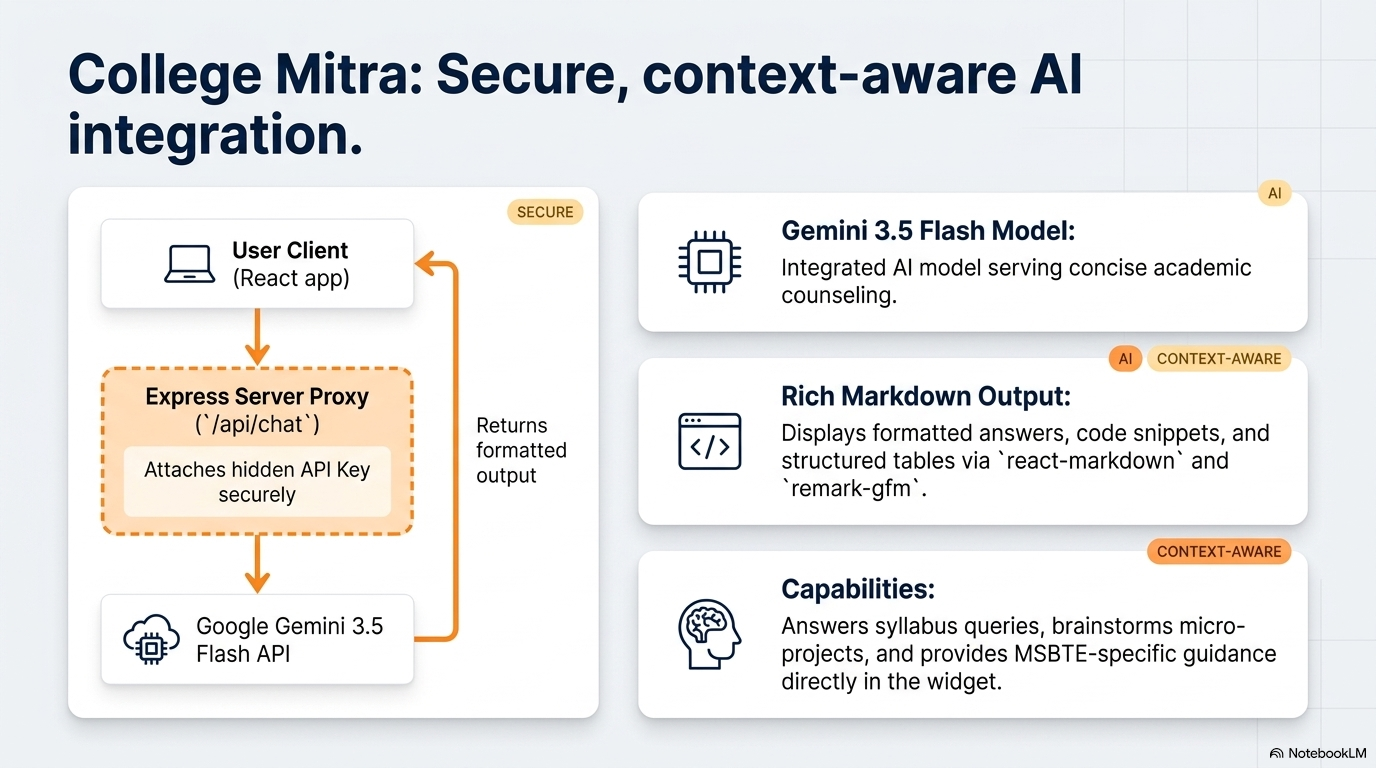 College Mitra: Secure, context-aware AI
integration.
SECURE
User Client
(React app)
Express Server Proxy
(`/api/chat`)
Attaches hidden API Key
securely
Google Gemini 3.5
Flash API
Returns
formatted
output
AI
Gemini 3.5 Flash Model:
Integrated AI model serving concise academic
counseling.
AI CONTEXT-AWARE
Rich Markdown Output:
Displays formatted answers, code snippets, and
structured tables via `react-markdown` and
`remark-gfm`.
CONTEXT-AWARE
Capabilities:
Answers syllabus queries, brainstorms micro-
projects, and provides MSBTE-specific guidance
directly in the widget.
NotebookLM